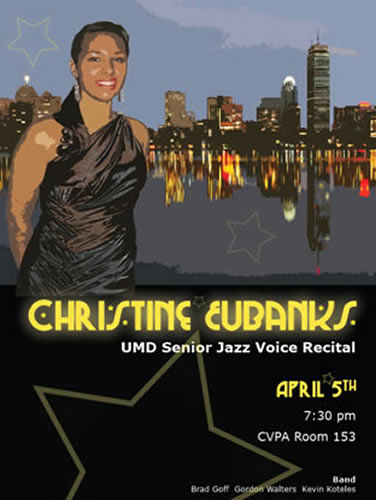 CHRISTINE EUBANKS
UMD Senior Jazz Voice Recital
APRIL 5TH
7:30 pm
CVPA Room 153
Band
Brad Goff Gordon Walters Kevin Koteles